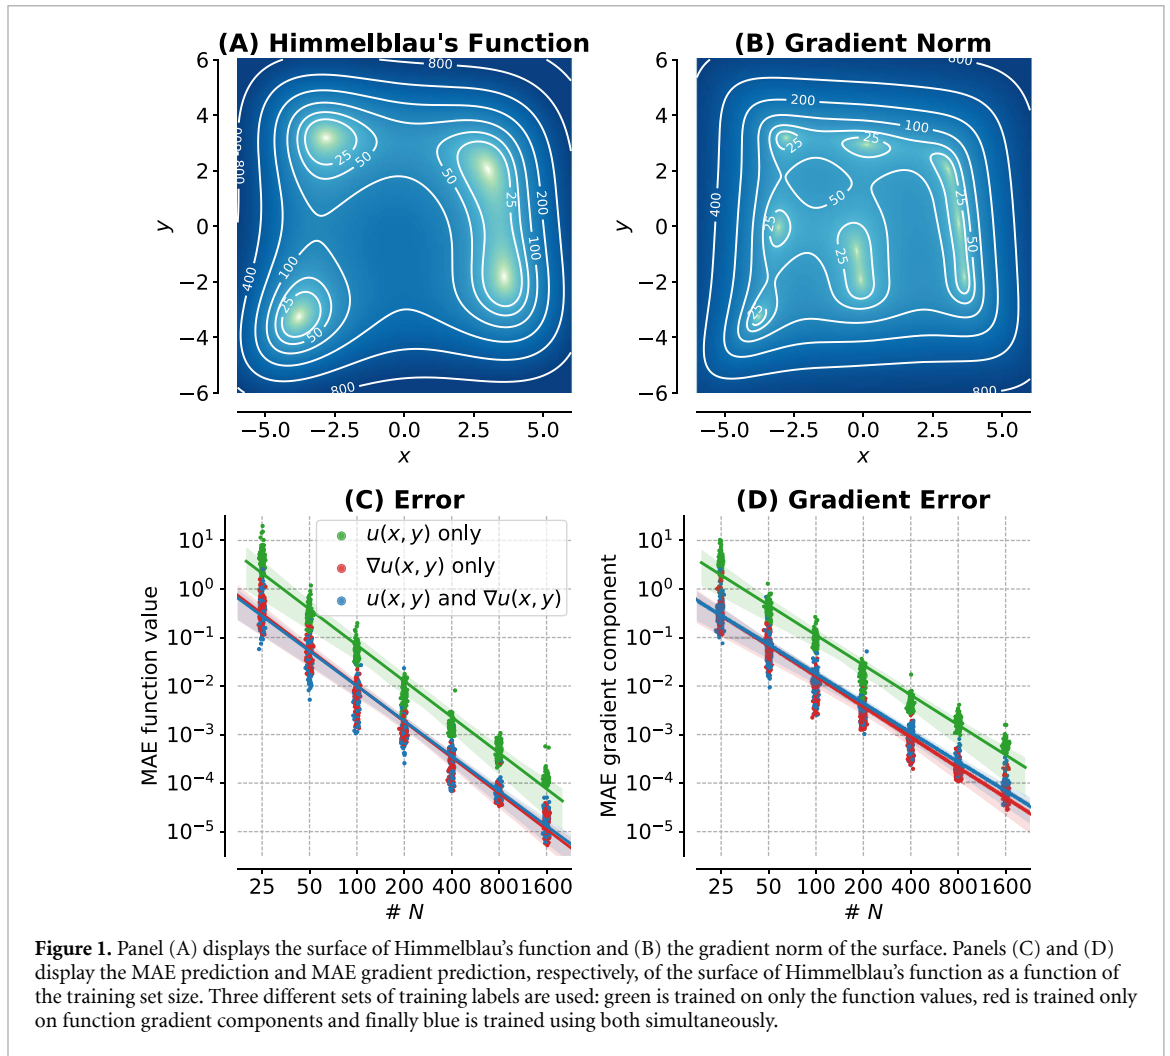 (A) Himmelblau's Function
6
4
2
0
−2
−4
−6
y
−5.0 −2.5 0.0 2.5 5.0
x
800
800
800
800
400
200
100
100
50
50
50
25
25
25
(B) Gradient Norm
6
4
2
0
−2
−4
−6
y
−5.0 −2.5 0.0 2.5 5.0
x
800
800
400
200
100
50
50
25
25
25
25
25
25
(C) Error
10¹
10⁰
10⁻¹
10⁻²
10⁻³
10⁻⁴
10⁻⁵
MAE function value
u(x, y) only
∇u(x, y) only
u(x, y) and ∇u(x, y)
25 50 100 200 400 800 1600
# N
(D) Gradient Error
10¹
10⁰
10⁻¹
10⁻²
10⁻³
10⁻⁴
10⁻⁵
MAE gradient component
25 50 100 200 400 800 1600
# N
Figure 1. Panel (A) displays the surface of Himmelblau's function and (B) the gradient norm of the surface. Panels (C) and (D)
display the MAE prediction and MAE gradient prediction, respectively, of the surface of Himmelblau's function as a function of
the training set size. Three different sets of training labels are used: green is trained on only the function values, red is trained only
on function gradient components and finally blue is trained using both simultaneously.